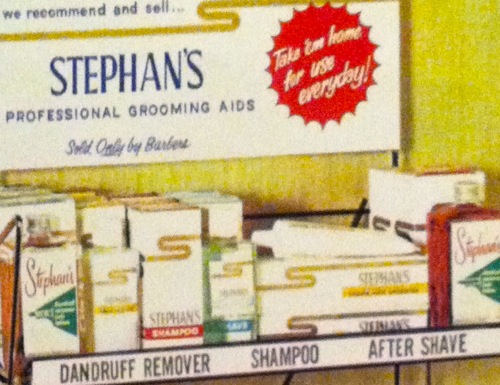 we recommend and sell...
STEPHAN'S
PROFESSIONAL GROOMING AIDS
Sold Only by Barbers
Take 'em home
for use
everyday!
Stephan's
STEPHAN'S
SHAMPOO
STEPHAN'S
STEPHAN'S
Stephan's
DANDRUFF REMOVER
SHAMPOO
AFTER SHAVE